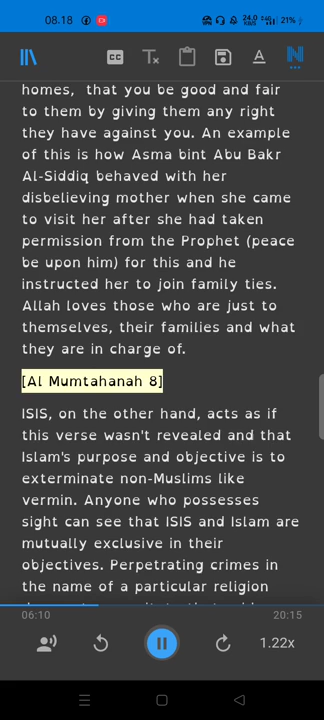 08.18 24.0 KB/S 21%
CC
homes, that you be good and fair
to them by giving them any right
they have against you. An example
of this is how Asma bint Abu Bakr
Al-Siddiq behaved with her
disbelieving mother when she came
to visit her after she had taken
permission from the Prophet (peace
be upon him) for this and he
instructed her to join family ties.
Allah loves those who are just to
themselves, their families and what
they are in charge of.
[Al Mumtahanah 8]
ISIS, on the other hand, acts as if
this verse wasn't revealed and that
Islam's purpose and objective is to
exterminate non-Muslims like
vermin. Anyone who possesses
sight can see that ISIS and Islam are
mutually exclusive in their
objectives. Perpetrating crimes in
the name of a particular religion
06:10 20:15
1.22x